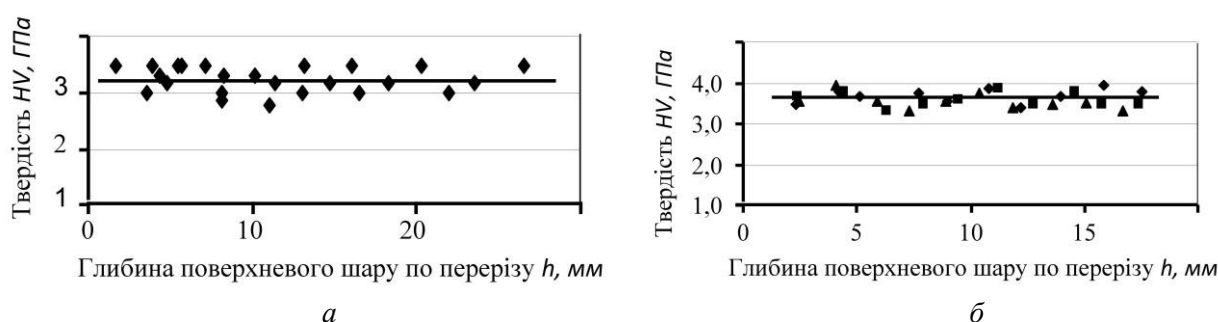 Твердість HV, ГПа
3
2
1
0
10
20
Глибина поверхневого шару по перерізу h, мм
а
Твердість HV, ГПа
4,0
3,0
2,0
1,0
0
5
10
15
Глибина поверхневого шару по перерізу h, мм
б